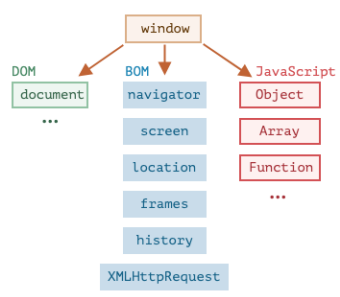 window
DOM
BOM
JavaScript
document
navigator
Object
...
screen
Array
location
Function
frames
...
history
XMLHttpRequest